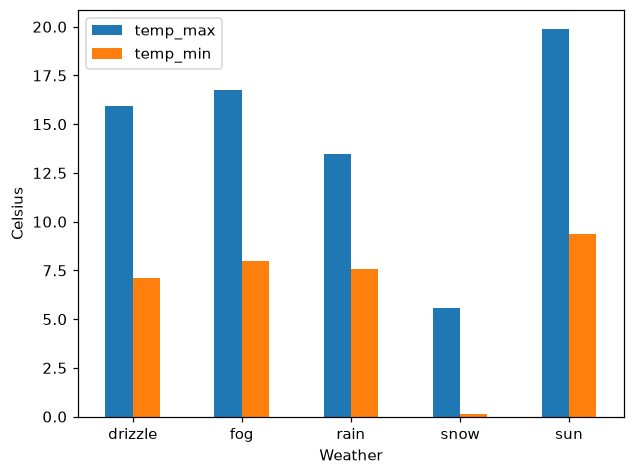 temp_max
temp_min
20.0
17.5
15.0
12.5
10.0
7.5
5.0
2.5
0.0
Celsius
drizzle fog rain snow sun
Weather